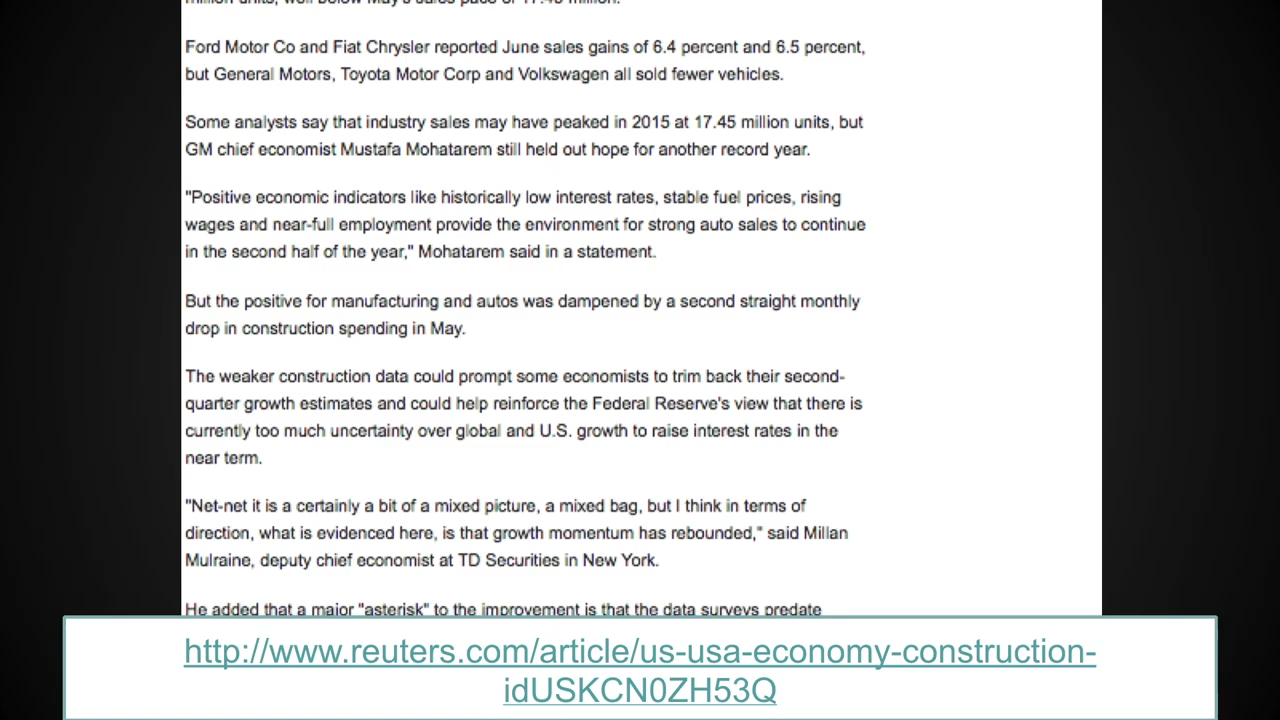 million units, well below May's sales pace of 17.45 million.
Ford Motor Co and Fiat Chrysler reported June sales gains of 6.4 percent and 6.5 percent,
but General Motors, Toyota Motor Corp and Volkswagen all sold fewer vehicles.
Some analysts say that industry sales may have peaked in 2015 at 17.45 million units, but
GM chief economist Mustafa Mohatarem still held out hope for another record year.
"Positive economic indicators like historically low interest rates, stable fuel prices, rising
wages and near-full employment provide the environment for strong auto sales to continue
in the second half of the year," Mohatarem said in a statement.
But the positive for manufacturing and autos was dampened by a second straight monthly
drop in construction spending in May.
The weaker construction data could prompt some economists to trim back their second-
quarter growth estimates and could help reinforce the Federal Reserve's view that there is
currently too much uncertainty over global and U.S. growth to raise interest rates in the
near term.
"Net-net it is a certainly a bit of a mixed picture, a mixed bag, but I think in terms of
direction, what is evidenced here, is that growth momentum has rebounded," said Millan
Mulraine, deputy chief economist at TD Securities in New York.
He added that a major "asterisk" to the improvement is that the data surveys predate
http://www.reuters.com/article/us-usa-economy-construction-
idUSKCN0ZH53Q